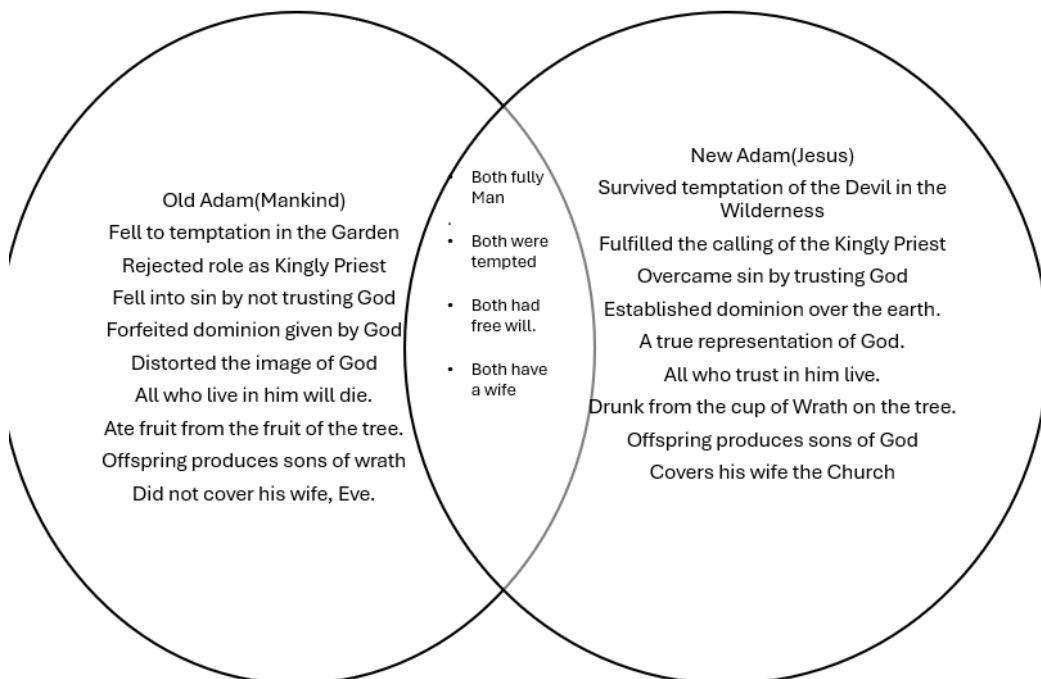 Old Adam(Mankind)
Fell to temptation in the Garden
Rejected role as Kingly Priest
Fell into sin by not trusting God
Forfeited dominion given by God
Distorted the image of God
All who live in him will die.
Ate fruit from the fruit of the tree.
Offspring produces sons of wrath
Did not cover his wife, Eve.
• Both fully
Man
.
• Both were
tempted
• Both had
free will.
• Both have
a wife
New Adam(Jesus)
Survived temptation of the Devil in the
Wilderness
Fulfilled the calling of the Kingly Priest
Overcame sin by trusting God
Established dominion over the earth.
A true representation of God.
All who trust in him live.
Drunk from the cup of Wrath on the tree.
Offspring produces sons of God
Covers his wife the Church